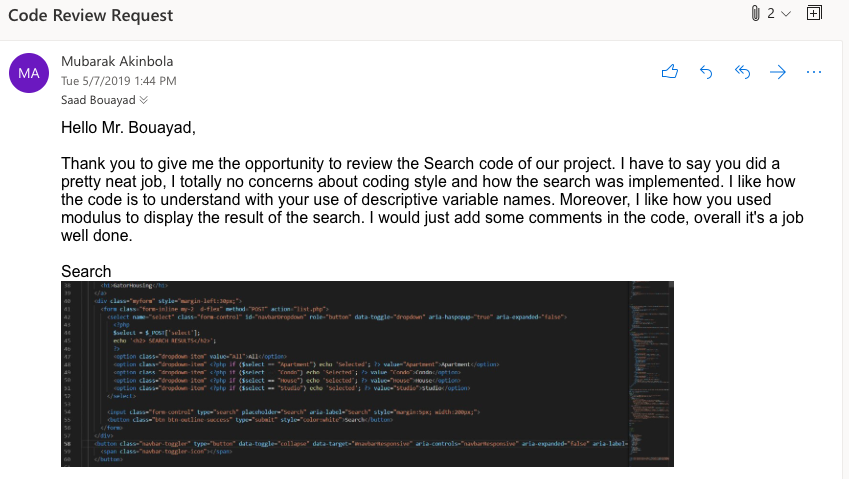 Code Review Request
2
MA
Mubarak Akinbola
Tue 5/7/2019 1:44 PM
Saad Bouayad
Hello Mr. Bouayad,
Thank you to give me the opportunity to review the Search code of our project. I have to say you did a
pretty neat job, I totally no concerns about coding style and how the search was implemented. I like how
the code is to understand with your use of descriptive variable names. Moreover, I like how you used
modulus to display the result of the search. I would just add some comments in the code, overall it's a job
well done.
Search
<h1>GatorHousing</h1>
</a>
<div class="myform" style="margin-left:30px;">
<form class="form-inline my-2 d-flex" method="POST" action="list.php">
<select name="select" class="form-control" id="navbarDropdown" role="button" data-toggle="dropdown" aria-haspopup="true" aria-expanded="false">
<?php
$select = $_POST['select'];
echo '<h2> SEARCH RESULTS</h2>';
?>
<option class="dropdown-item" value="All">All</option>
<option class="dropdown-item" <?php if ($select == "Apartment") echo 'Selected'; ?> value="Apartment">Apartment</option>
<option class="dropdown-item" <?php if ($select == "Condo") echo 'Selected'; ?> value="Condo">Condo</option>
<option class="dropdown-item" <?php if ($select == "House") echo 'Selected'; ?> value="House">House</option>
<option class="dropdown-item" <?php if ($select == "Studio") echo 'Selected'; ?> value="Studio">Studio</option>
</select>
<input class="form-control" type="search" placeholder="Search" aria-label="Search" style="margin:5px; width:200px;">
<button class="btn btn-outline-success" type="submit" style="color:white">Search</button>
</form>
</div>
<button class="navbar-toggler" type="button" data-toggle="collapse" data-target="#navbarResponsive" aria-controls="navbarResponsive" aria-expanded="false" aria-label=
<span class="navbar-toggler-icon"></span>
</button>